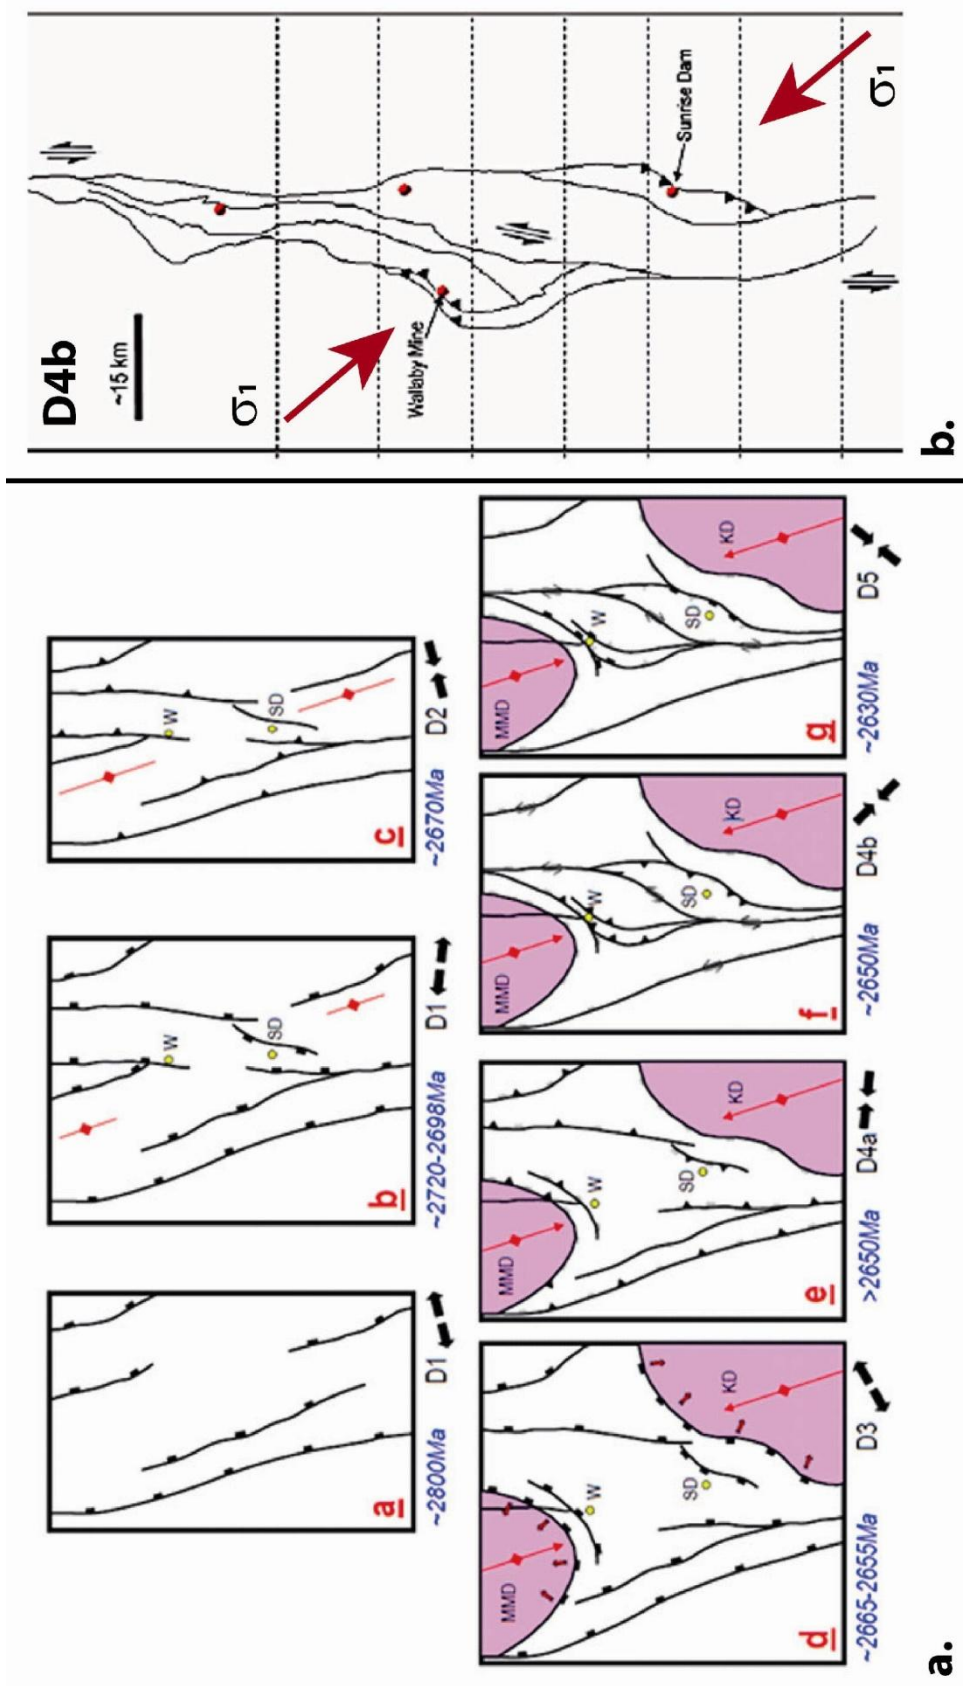 a
~2800Ma
D1
b
~2720-2698Ma
D1
W
SD
c
~2670Ma
D2
W
SD
d
~2665-2655Ma
D3
MMD
W
SD
KD
e
>2650Ma
D4a
MMD
W
SD
KD
f
~2650Ma
D4b
MMD
W
SD
KD
g
~2630Ma
D5
MMD
W
SD
KD
a.
D4b
~15 km
σ1
Wallaby Mine
Sunrise Dam
σ1
b.